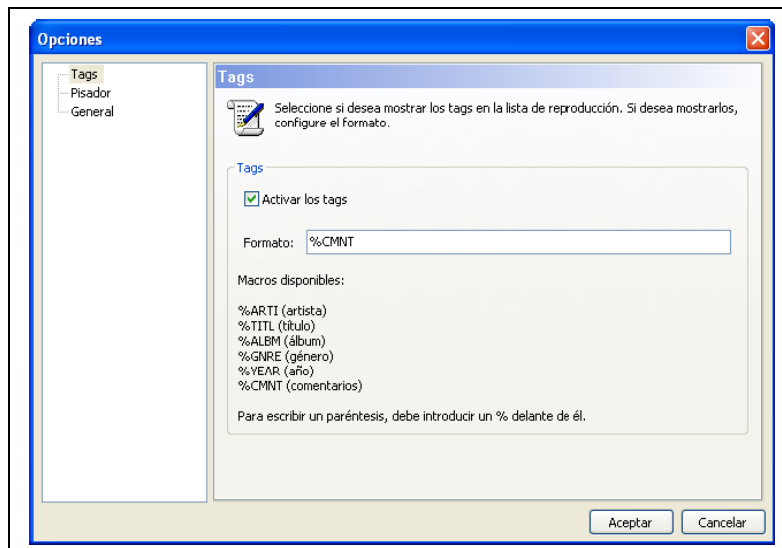 Opciones
Tags
Pisador
General
Tags
Seleccione si desea mostrar los tags en la lista de reproducción. Si desea mostrarlos,
configure el formato.
Tags
Activar los tags
Formato: %CMNT
Macros disponibles:
%ARTI (artista)
%TITL (título)
%ALBM (álbum)
%GNRE (género)
%YEAR (año)
%CMNT (comentarios)
Para escribir un paréntesis, debe introducir un % delante de él.
Aceptar Cancelar